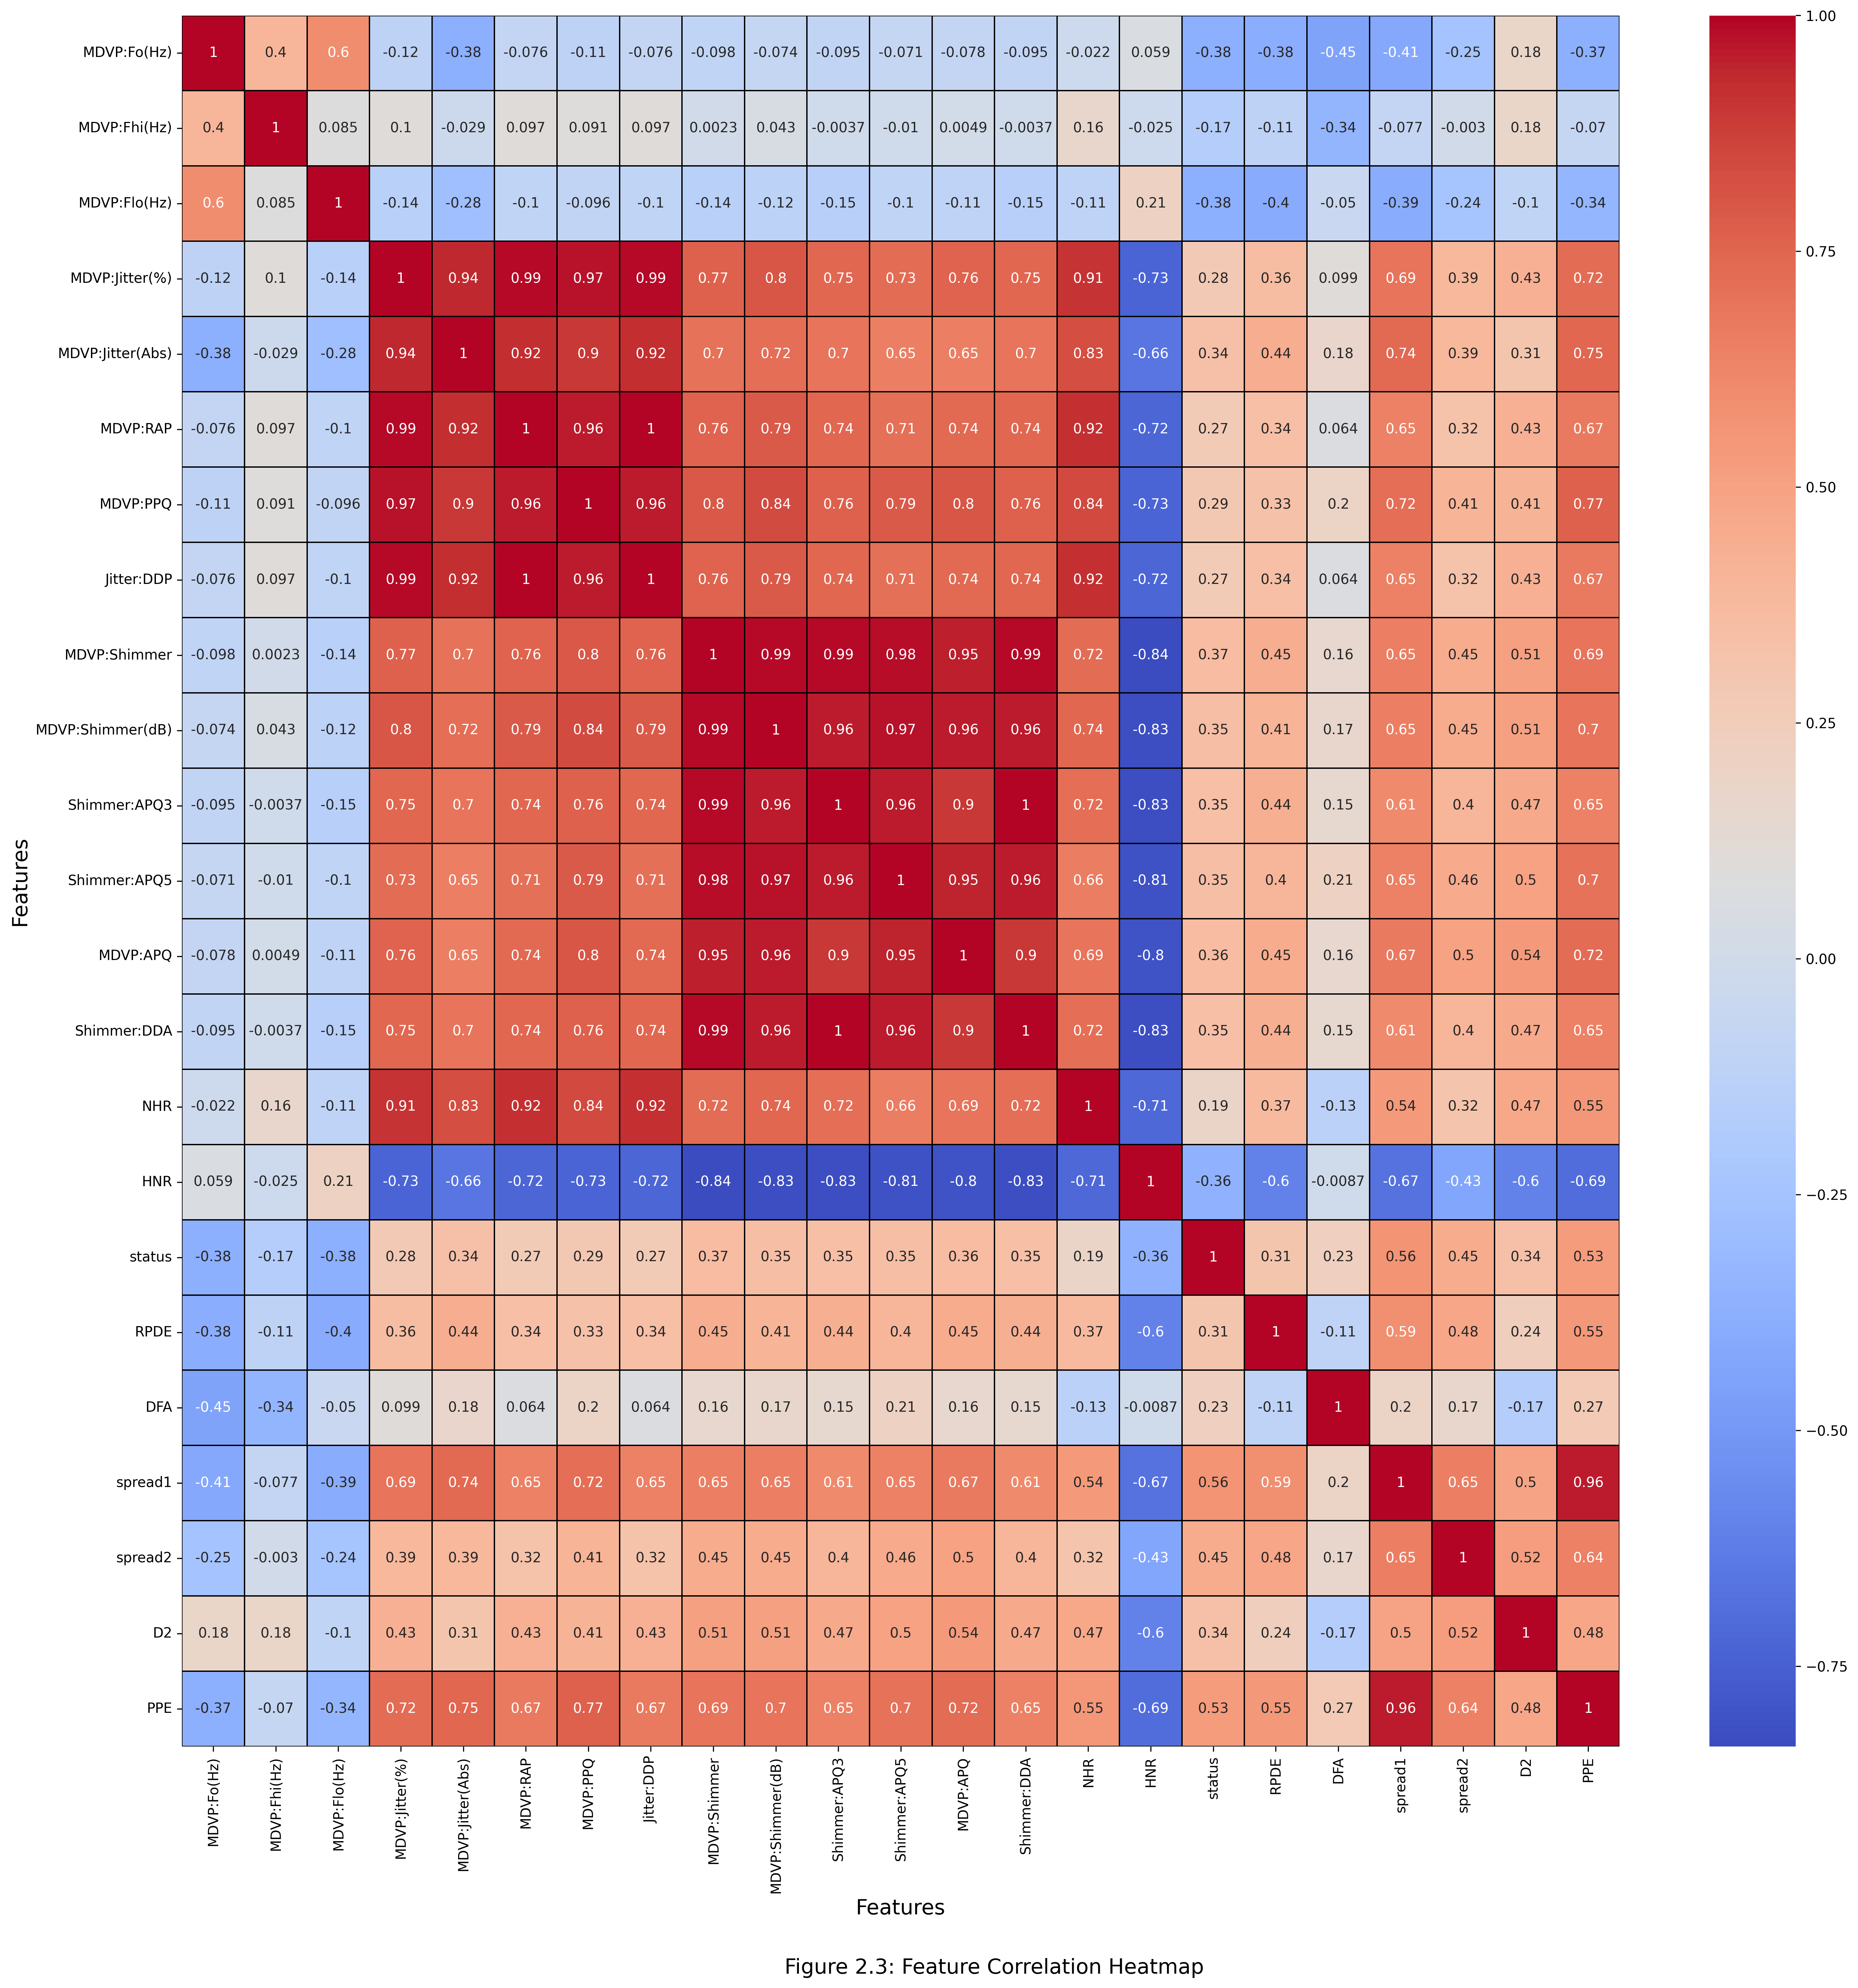 MDVP:Fo(Hz) 1 0.4 0.6 -0.12 -0.38 -0.076 -0.11 -0.076 -0.098 -0.074 -0.095 -0.071 -0.078 -0.095 -0.022 0.059 -0.38 -0.38 -0.45 -0.41 -0.25 0.18 -0.37
MDVP:Fhi(Hz) 0.4 1 0.085 0.1 -0.029 0.097 0.091 0.097 0.0023 0.043 -0.0037 -0.01 0.0049 -0.0037 0.16 -0.025 -0.17 -0.11 -0.34 -0.077 -0.003 0.18 -0.07
MDVP:Flo(Hz) 0.6 0.085 1 -0.14 -0.28 -0.1 -0.096 -0.1 -0.14 -0.12 -0.15 -0.1 -0.11 -0.15 -0.11 0.21 -0.38 -0.4 -0.05 -0.39 -0.24 -0.1 -0.34
MDVP:Jitter(%) -0.12 0.1 -0.14 1 0.94 0.99 0.97 0.99 0.77 0.8 0.75 0.73 0.76 0.75 0.91 -0.73 0.28 0.36 0.099 0.69 0.39 0.43 0.72
MDVP:Jitter(Abs) -0.38 -0.029 -0.28 0.94 1 0.92 0.9 0.92 0.7 0.72 0.7 0.65 0.65 0.7 0.83 -0.66 0.34 0.44 0.18 0.74 0.39 0.31 0.75
MDVP:RAP -0.076 0.097 -0.1 0.99 0.92 1 0.96 1 0.76 0.79 0.74 0.71 0.74 0.74 0.92 -0.72 0.27 0.34 0.064 0.65 0.32 0.43 0.67
MDVP:PPQ -0.11 0.091 -0.096 0.97 0.9 0.96 1 0.96 0.8 0.84 0.76 0.79 0.8 0.76 0.84 -0.73 0.29 0.33 0.2 0.72 0.41 0.41 0.77
Jitter:DDP -0.076 0.097 -0.1 0.99 0.92 1 0.96 1 0.76 0.79 0.74 0.71 0.74 0.74 0.92 -0.72 0.27 0.34 0.064 0.65 0.32 0.43 0.67
MDVP:Shimmer -0.098 0.0023 -0.14 0.77 0.7 0.76 0.8 0.76 1 0.99 0.99 0.98 0.95 0.99 0.72 -0.84 0.37 0.45 0.16 0.65 0.45 0.51 0.69
MDVP:Shimmer(dB) -0.074 0.043 -0.12 0.8 0.72 0.79 0.84 0.79 0.99 1 0.96 0.97 0.96 0.96 0.74 -0.83 0.35 0.41 0.17 0.65 0.45 0.51 0.7
Shimmer:APQ3 -0.095 -0.0037 -0.15 0.75 0.7 0.74 0.76 0.74 0.99 0.96 1 0.96 0.9 1 0.72 -0.83 0.35 0.44 0.15 0.61 0.4 0.47 0.65
Shimmer:APQ5 -0.071 -0.01 -0.1 0.73 0.65 0.71 0.79 0.71 0.98 0.97 0.96 1 0.95 0.96 0.66 -0.81 0.35 0.4 0.21 0.65 0.46 0.5 0.7
MDVP:APQ -0.078 0.0049 -0.11 0.76 0.65 0.74 0.8 0.74 0.95 0.96 0.9 0.95 1 0.9 0.69 -0.8 0.36 0.45 0.16 0.67 0.5 0.54 0.72
Shimmer:DDA -0.095 -0.0037 -0.15 0.75 0.7 0.74 0.76 0.74 0.99 0.96 1 0.96 0.9 1 0.72 -0.83 0.35 0.44 0.15 0.61 0.4 0.47 0.65
NHR -0.022 0.16 -0.11 0.91 0.83 0.92 0.84 0.92 0.72 0.74 0.72 0.66 0.69 0.72 1 -0.71 0.19 0.37 -0.13 0.54 0.32 0.47 0.55
HNR 0.059 -0.025 0.21 -0.73 -0.66 -0.72 -0.73 -0.72 -0.84 -0.83 -0.83 -0.81 -0.8 -0.83 -0.71 1 -0.36 -0.6 -0.0087 -0.67 -0.43 -0.6 -0.69
status -0.38 -0.17 -0.38 0.28 0.34 0.27 0.29 0.27 0.37 0.35 0.35 0.35 0.36 0.35 0.19 -0.36 1 0.31 0.23 0.56 0.45 0.34 0.53
RPDE -0.38 -0.11 -0.4 0.36 0.44 0.34 0.33 0.34 0.45 0.41 0.44 0.4 0.45 0.44 0.37 -0.6 0.31 1 -0.11 0.59 0.48 0.24 0.55
DFA -0.45 -0.34 -0.05 0.099 0.18 0.064 0.2 0.064 0.16 0.17 0.15 0.21 0.16 0.15 -0.13 -0.0087 0.23 -0.11 1 0.2 0.17 -0.17 0.27
spread1 -0.41 -0.077 -0.39 0.69 0.74 0.65 0.72 0.65 0.65 0.65 0.61 0.65 0.67 0.61 0.54 -0.67 0.56 0.59 0.2 1 0.65 0.5 0.96
spread2 -0.25 -0.003 -0.24 0.39 0.39 0.32 0.41 0.32 0.45 0.45 0.4 0.46 0.5 0.4 0.32 -0.43 0.45 0.48 0.17 0.65 1 0.52 0.64
D2 0.18 0.18 -0.1 0.43 0.31 0.43 0.41 0.43 0.51 0.51 0.47 0.5 0.54 0.47 0.47 -0.6 0.34 0.24 -0.17 0.5 0.52 1 0.48
PPE -0.37 -0.07 -0.34 0.72 0.75 0.67 0.77 0.67 0.69 0.7 0.65 0.7 0.72 0.65 0.55 -0.69 0.53 0.55 0.27 0.96 0.64 0.48 1
Features
MDVP:Fo(Hz)
MDVP:Fhi(Hz)
MDVP:Flo(Hz)
MDVP:Jitter(%)
MDVP:Jitter(Abs)
MDVP:RAP
MDVP:PPQ
Jitter:DDP
MDVP:Shimmer
MDVP:Shimmer(dB)
Shimmer:APQ3
Shimmer:APQ5
MDVP:APQ
Shimmer:DDA
NHR
HNR
status
RPDE
DFA
spread1
spread2
D2
PPE
Features
1.00
0.75
0.50
0.25
0.00
−0.25
−0.50
−0.75
Figure 2.3: Feature Correlation Heatmap